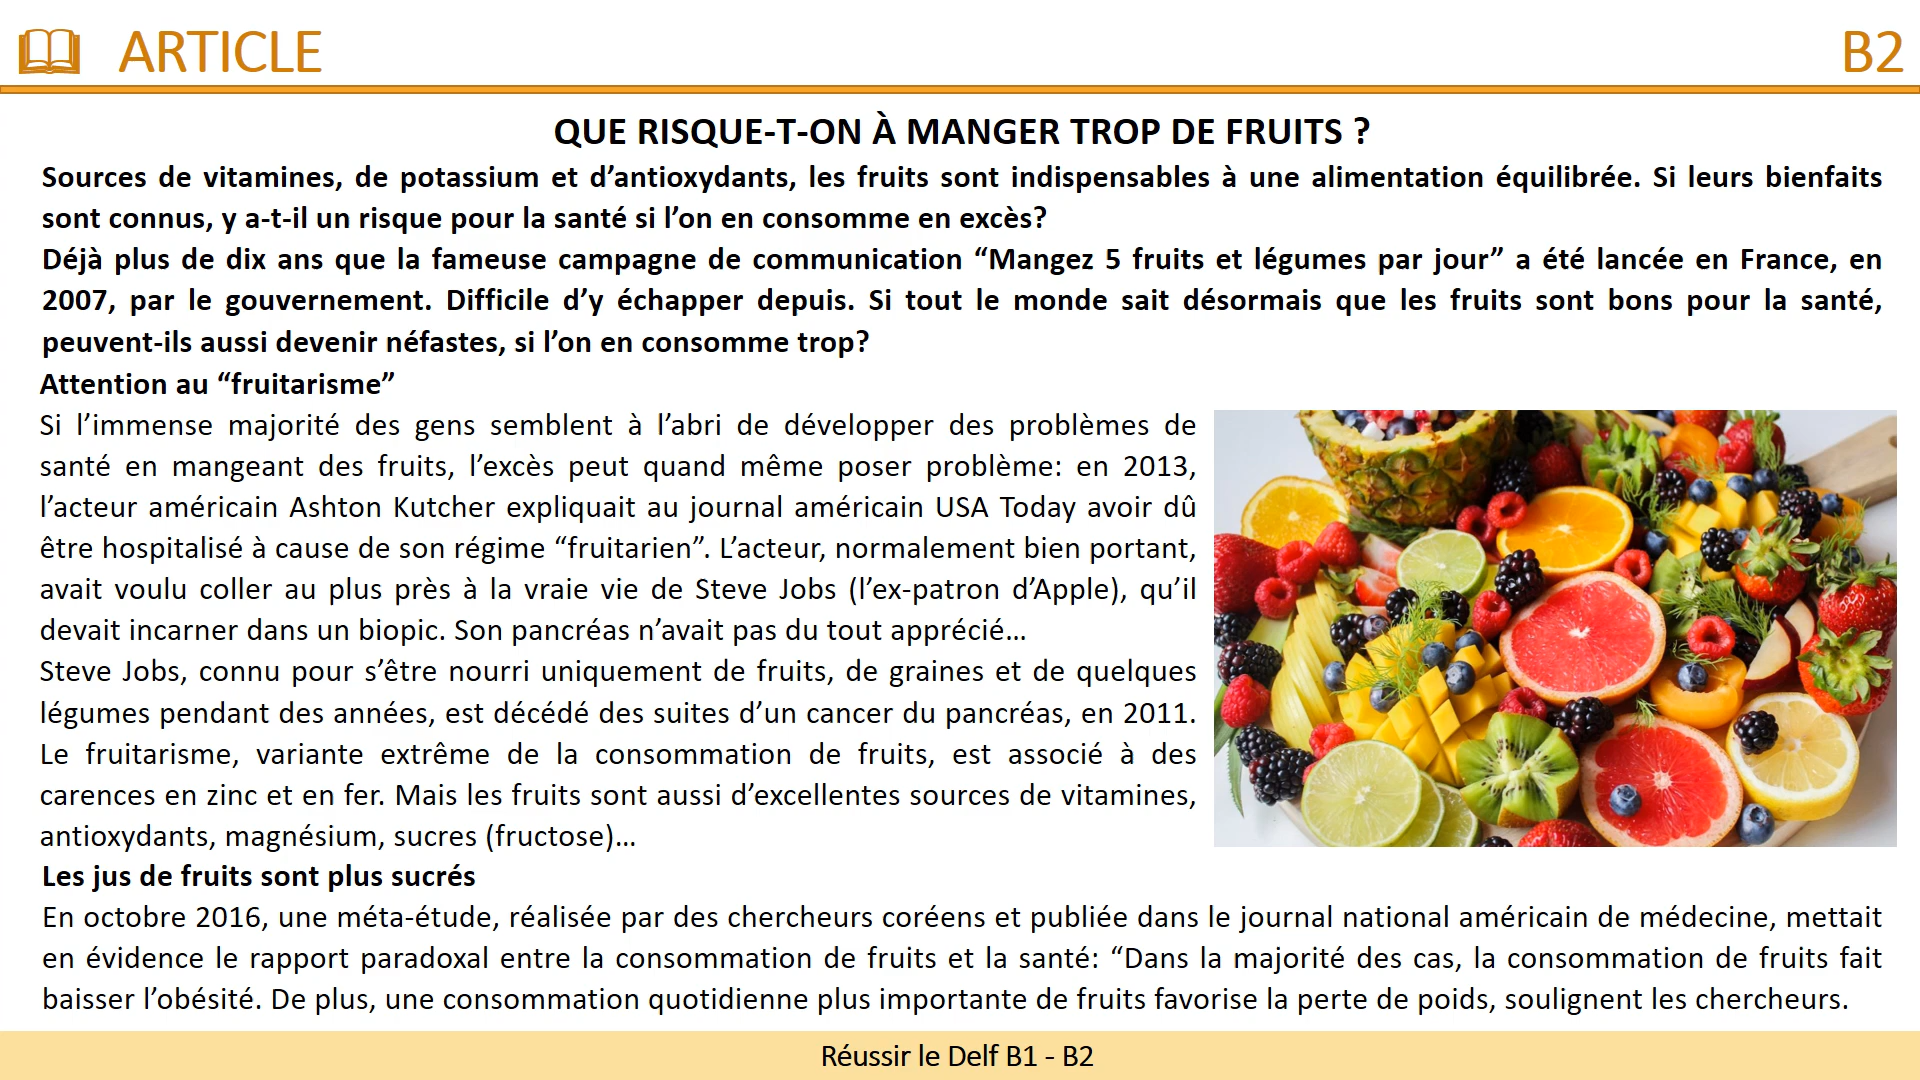 ARTICLE
B2
QUE RISQUE-T-ON À MANGER TROP DE FRUITS ?
Sources de vitamines, de potassium et d’antioxydants, les fruits sont indispensables à une alimentation équilibrée. Si leurs bienfaits
sont connus, y a-t-il un risque pour la santé si l’on en consomme en excès?
Déjà plus de dix ans que la fameuse campagne de communication “Mangez 5 fruits et légumes par jour” a été lancée en France, en
2007, par le gouvernement. Difficile d’y échapper depuis. Si tout le monde sait désormais que les fruits sont bons pour la santé,
peuvent-ils aussi devenir néfastes, si l’on en consomme trop?
Attention au “fruitarisme”
Si l’immense majorité des gens semblent à l’abri de développer des problèmes de
santé en mangeant des fruits, l’excès peut quand même poser problème: en 2013,
l’acteur américain Ashton Kutcher expliquait au journal américain USA Today avoir dû
être hospitalisé à cause de son régime “fruitarien”. L’acteur, normalement bien portant,
avait voulu coller au plus près à la vraie vie de Steve Jobs (l’ex-patron d’Apple), qu’il
devait incarner dans un biopic. Son pancréas n’avait pas du tout apprécié…
Steve Jobs, connu pour s’être nourri uniquement de fruits, de graines et de quelques
légumes pendant des années, est décédé des suites d’un cancer du pancréas, en 2011.
Le fruitarisme, variante extrême de la consommation de fruits, est associé à des
carences en zinc et en fer. Mais les fruits sont aussi d’excellentes sources de vitamines,
antioxydants, magnésium, sucres (fructose)…
Les jus de fruits sont plus sucrés
En octobre 2016, une méta-étude, réalisée par des chercheurs coréens et publiée dans le journal national américain de médecine, mettait
en évidence le rapport paradoxal entre la consommation de fruits et la santé: “Dans la majorité des cas, la consommation de fruits fait
baisser l’obésité. De plus, une consommation quotidienne plus importante de fruits favorise la perte de poids, soulignent les chercheurs.
Réussir le Delf B1 - B2